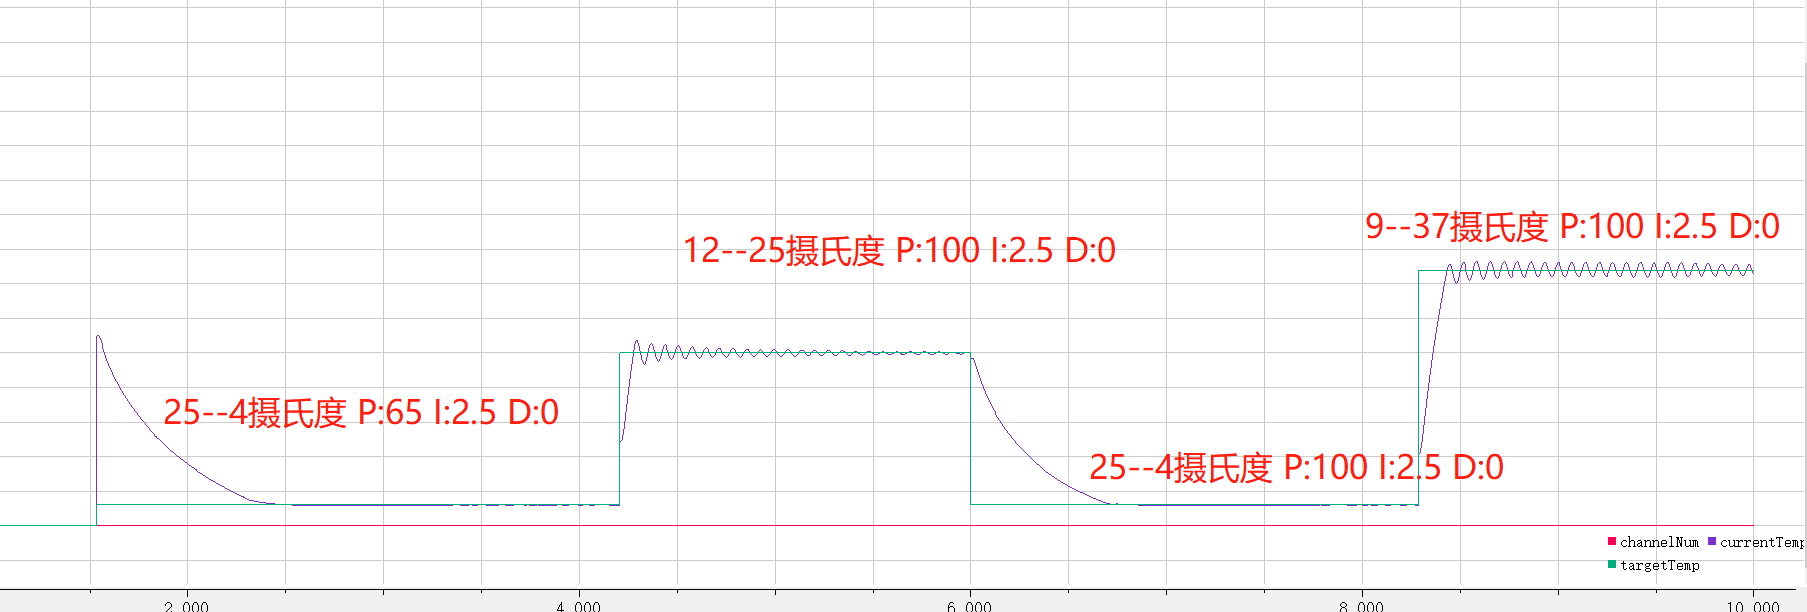 9--37摄氏度 P:100 I:2.5 D:0
12--25摄氏度 P:100 I:2.5 D:0
25--4摄氏度 P:65 I:2.5 D:0
25--4摄氏度 P:100 I:2.5 D:0
channelNum currentTemp
targetTemp
2 000 4 000 6 000 8 000 10 000